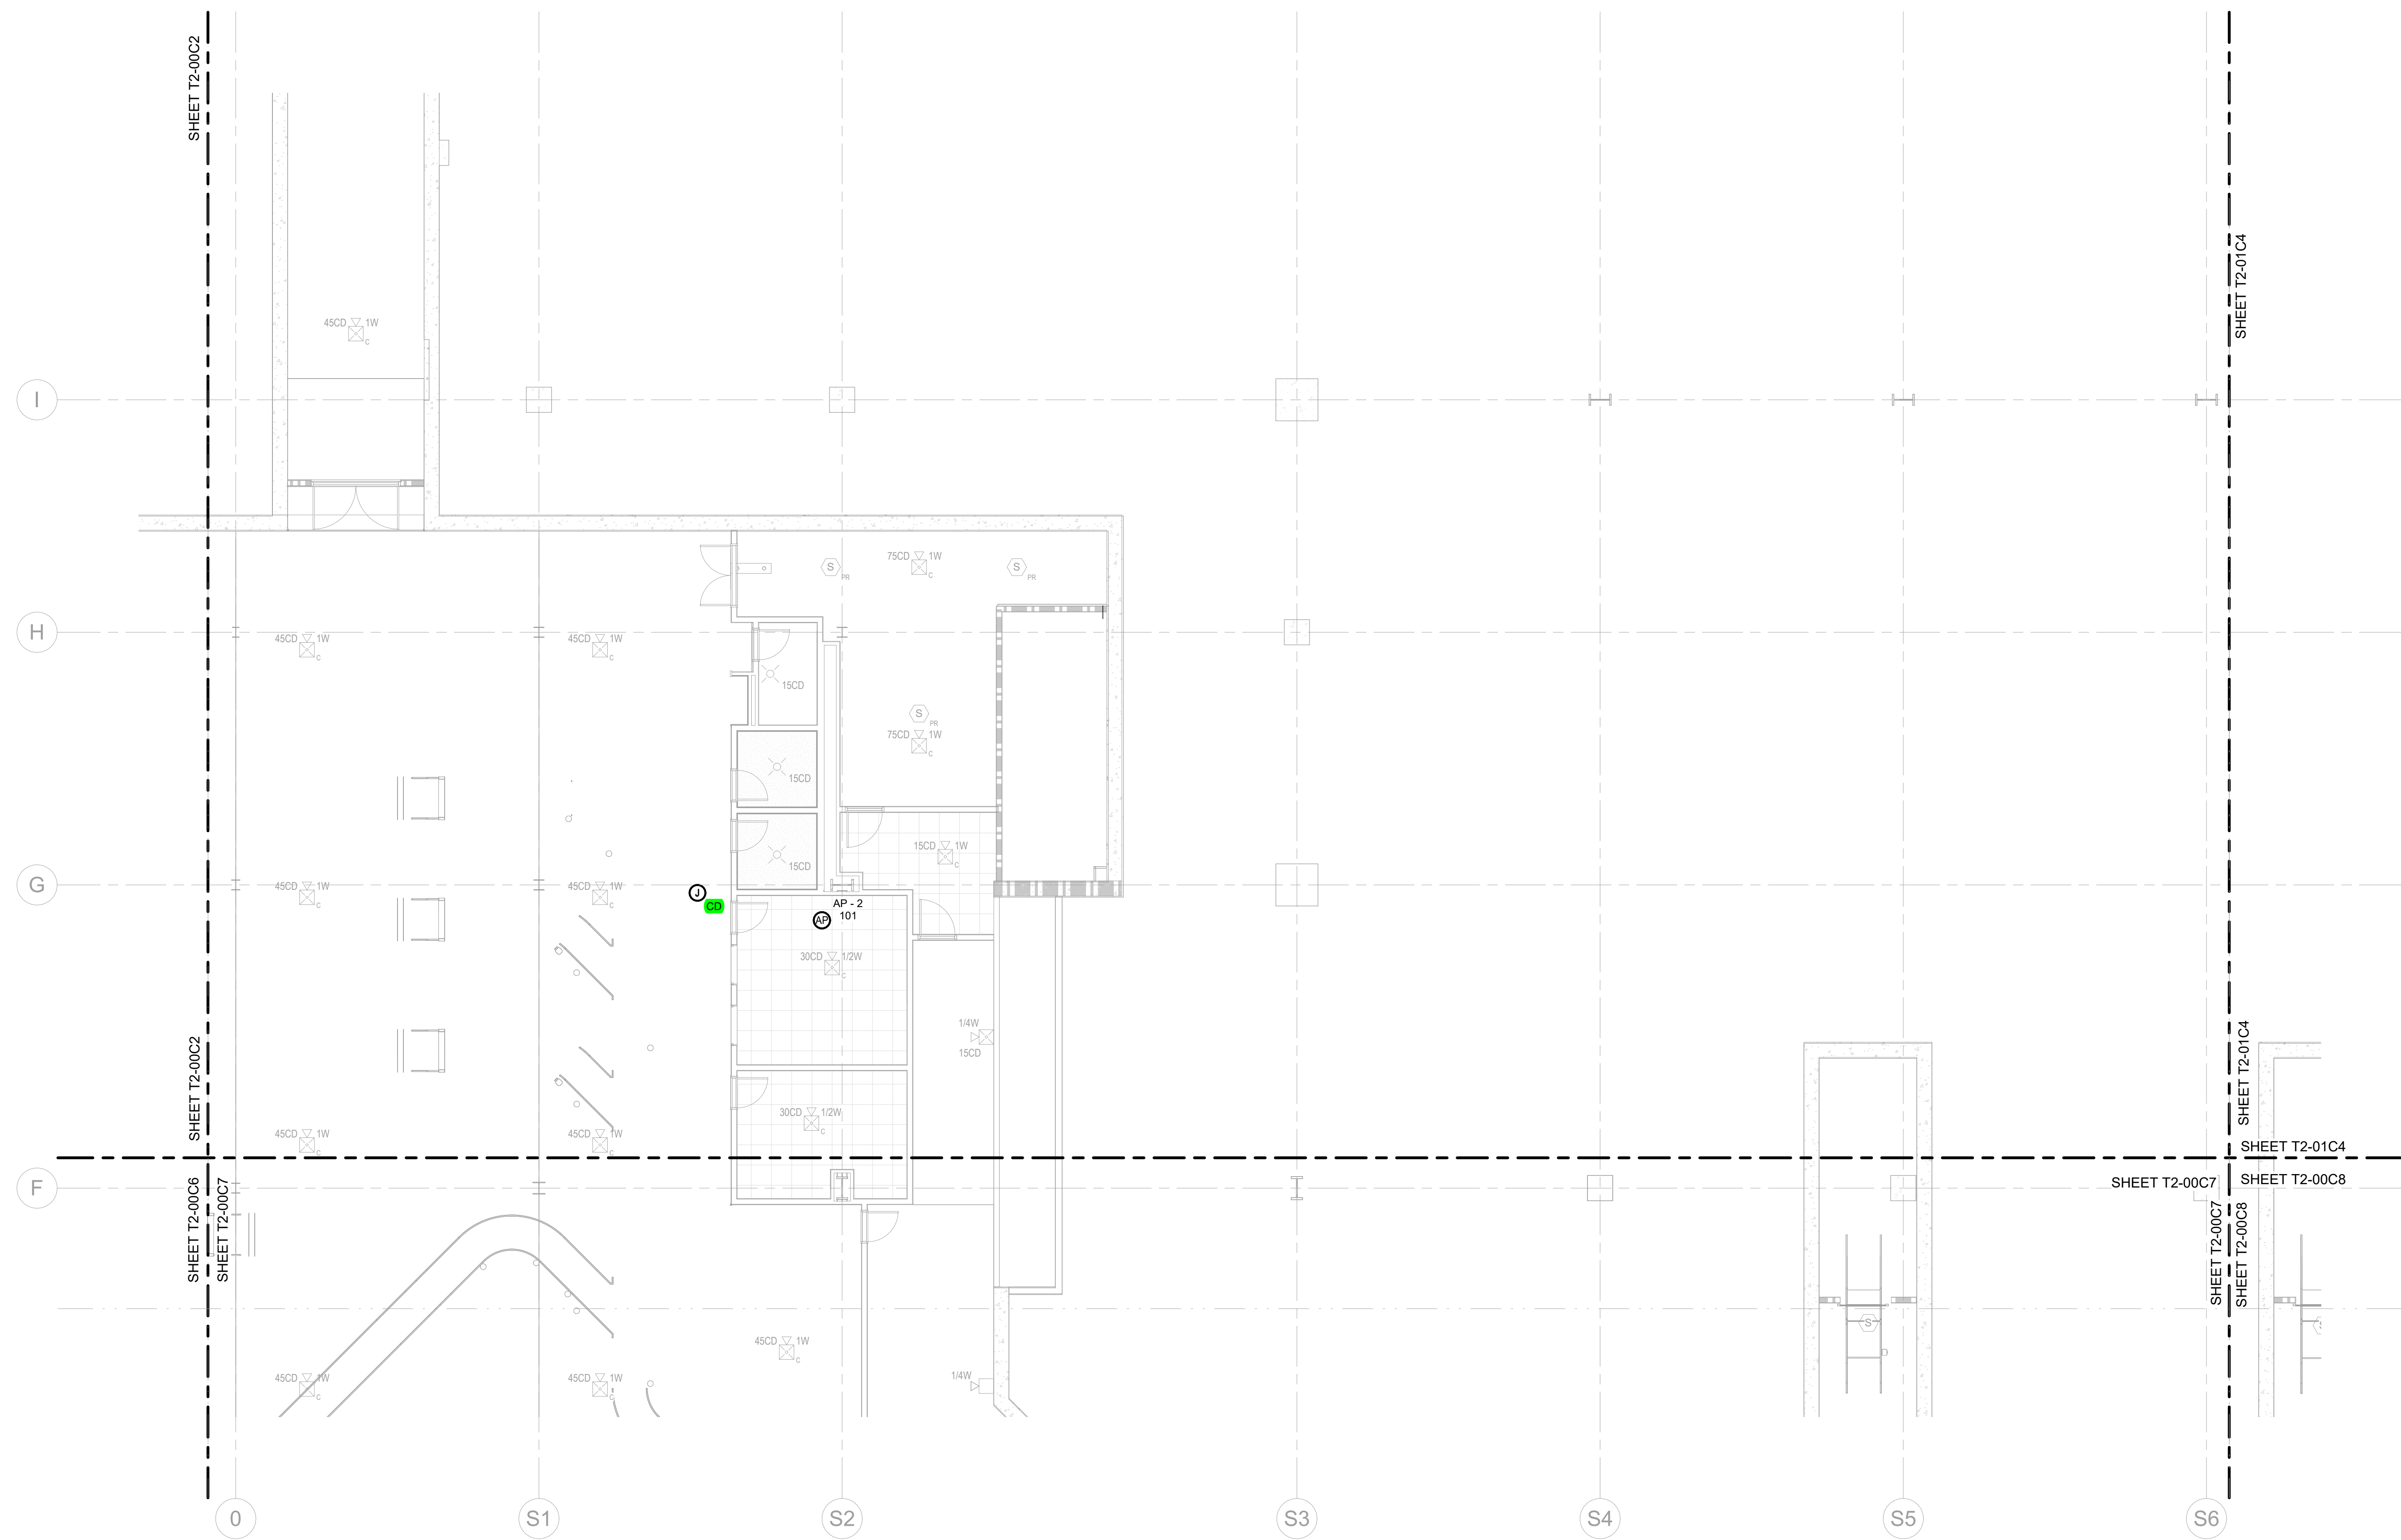 SHEET T2-00C2
SHEET T2-01C4
45CD 1W
C
I
75CD 1W
C
S
PR
S
PR
H
45CD 1W
C
45CD 1W
C
15CD
S
PR
75CD 1W
C
15CD
15CD 1W
C
15CD
G
45CD 1W
C
45CD 1W
C
J
CD
AP - 2
101
AP
30CD 1/2W
C
1/4W
15CD
SHEET T2-00C2
SHEET T2-01C4
30CD 1/2W
C
45CD 1W
C
45CD 1W
C
SHEET T2-01C4
F
SHEET T2-00C6
SHEET T2-00C7
SHEET T2-00C7
SHEET T2-00C8
SHEET T2-00C7
SHEET T2-00C8
S
45CD 1W
C
45CD 1W
C
45CD 1W
C
1/4W
0
S1
S2
S3
S4
S5
S6